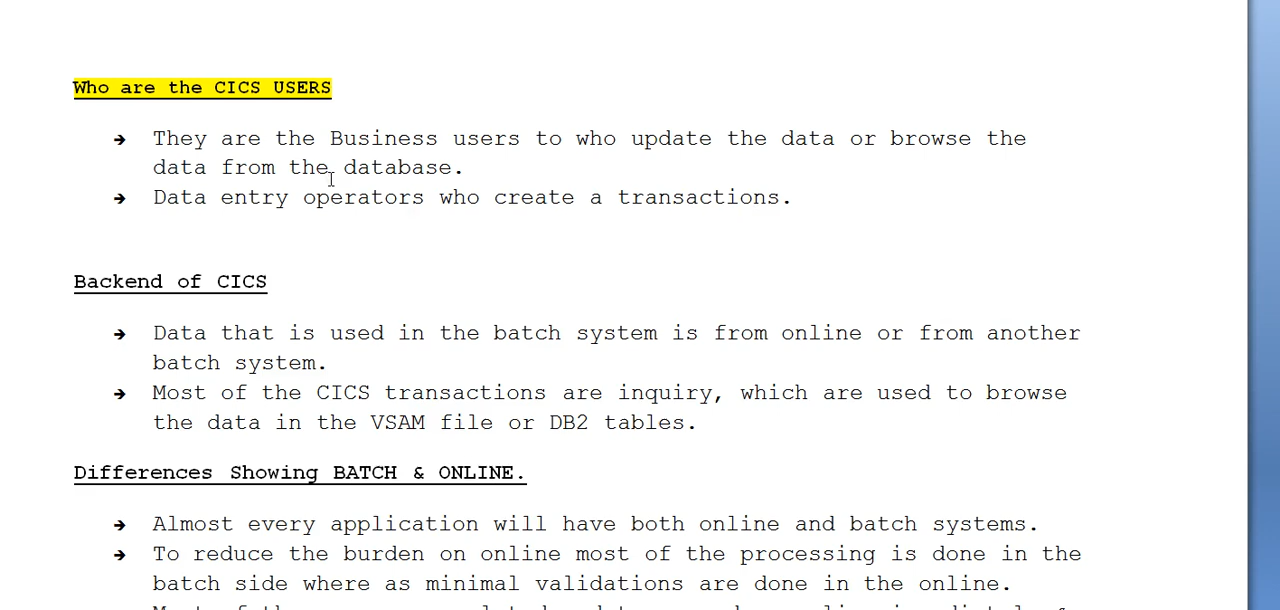 Who are the CICS USERS
→ They are the Business users to who update the data or browse the
data from the database.
→ Data entry operators who create a transactions.
Backend of CICS
→ Data that is used in the batch system is from online or from another
batch system.
→ Most of the CICS transactions are inquiry, which are used to browse
the data in the VSAM file or DB2 tables.
Differences Showing BATCH & ONLINE.
→ Almost every application will have both online and batch systems.
→ To reduce the burden on online most of the processing is done in the
batch side where as minimal validations are done in the online.